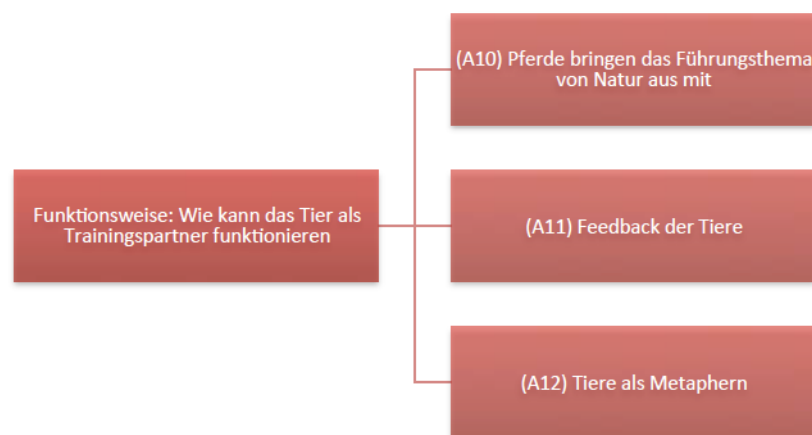 (A10) Pferde bringen das Führungsthema
von Natur aus mit
Funktionsweise: Wie kann das Tier als
Trainingspartner funktionieren
(A11) Feedback der Tiere
(A12) Tiere als Metaphern